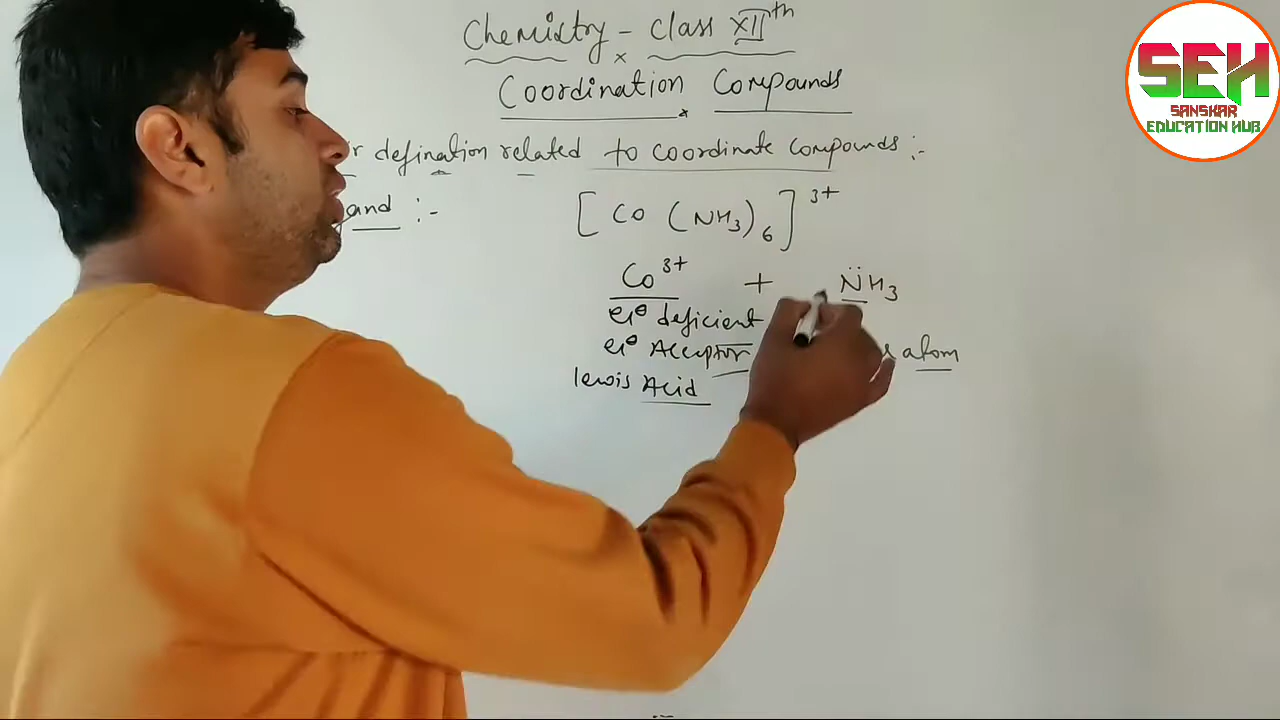 Chemistry - Class XIIth
Coordination Compounds
r defination related to coordinate compounds :-
and :-
[Co(NH3)6]3+
Co3+ + N̈H3
deficient
Acceptor atom
lewis Acid
SEH
SANSKAR
EDUCATION HUB